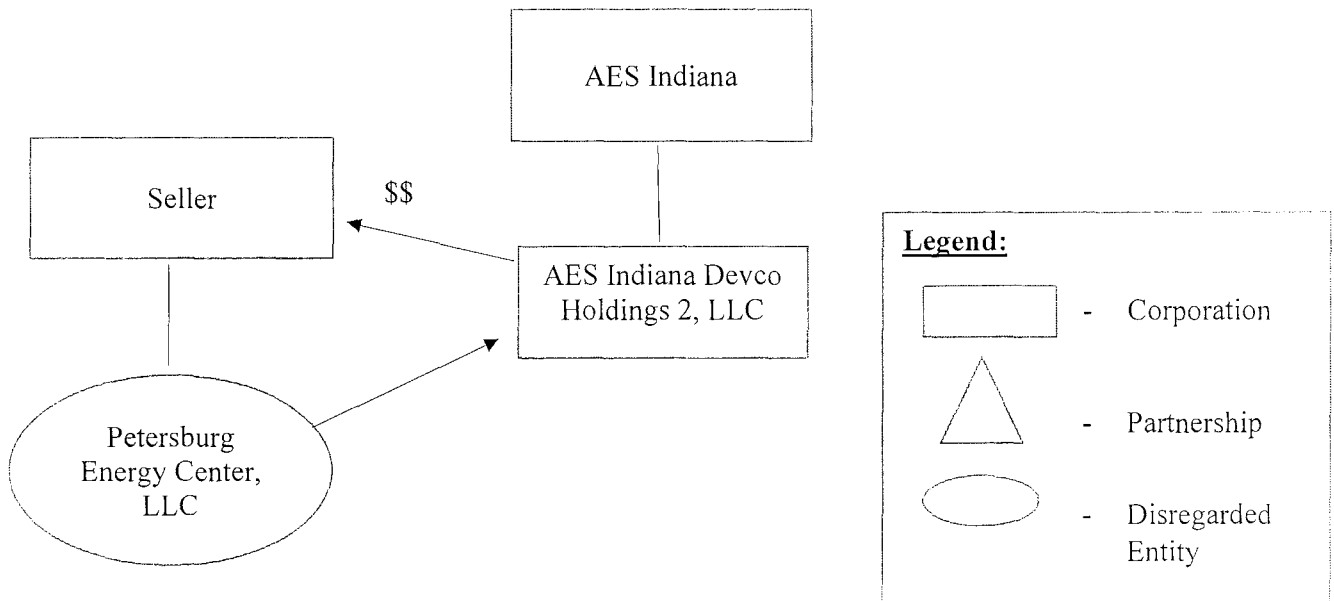 AES Indiana
Seller
$$
AES Indiana Devco
Holdings 2, LLC
Petersburg
Energy Center,
LLC
Legend:
- Corporation
- Partnership
- Disregarded
Entity